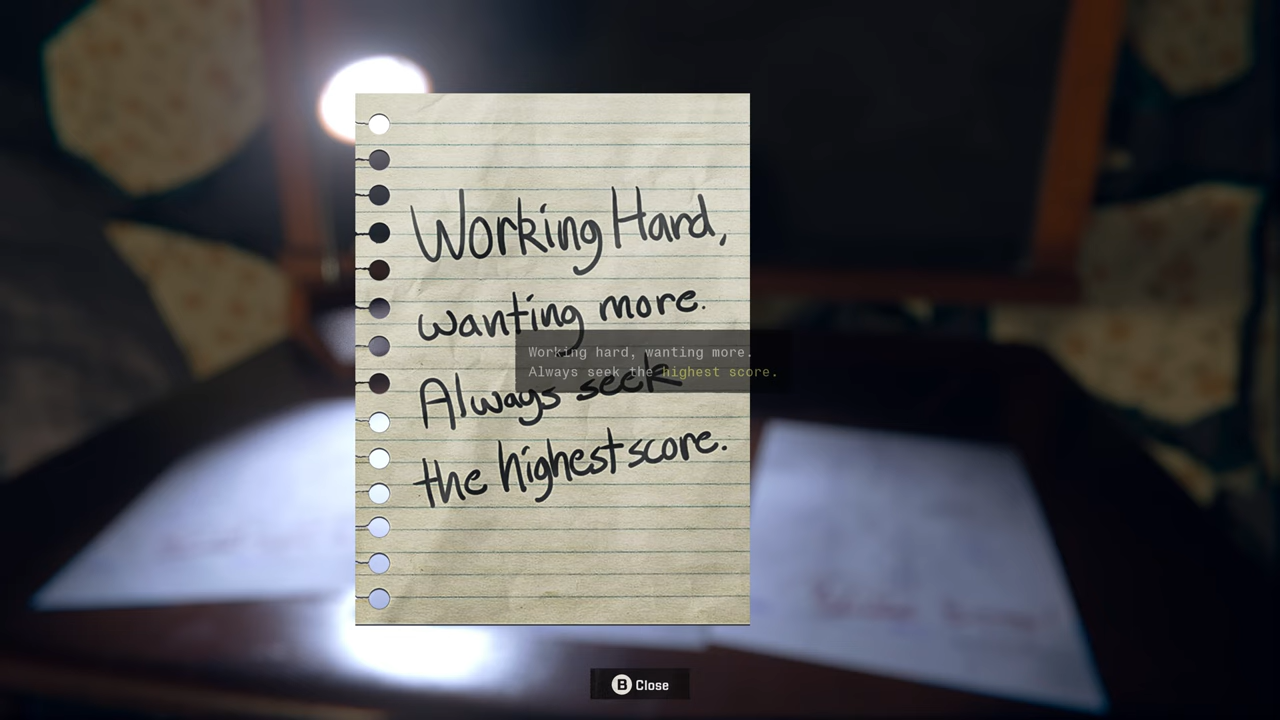 Working Hard,
wanting more.
Working hard, wanting more.
Always seek the highest score.
Always seek
the highest score.
B Close